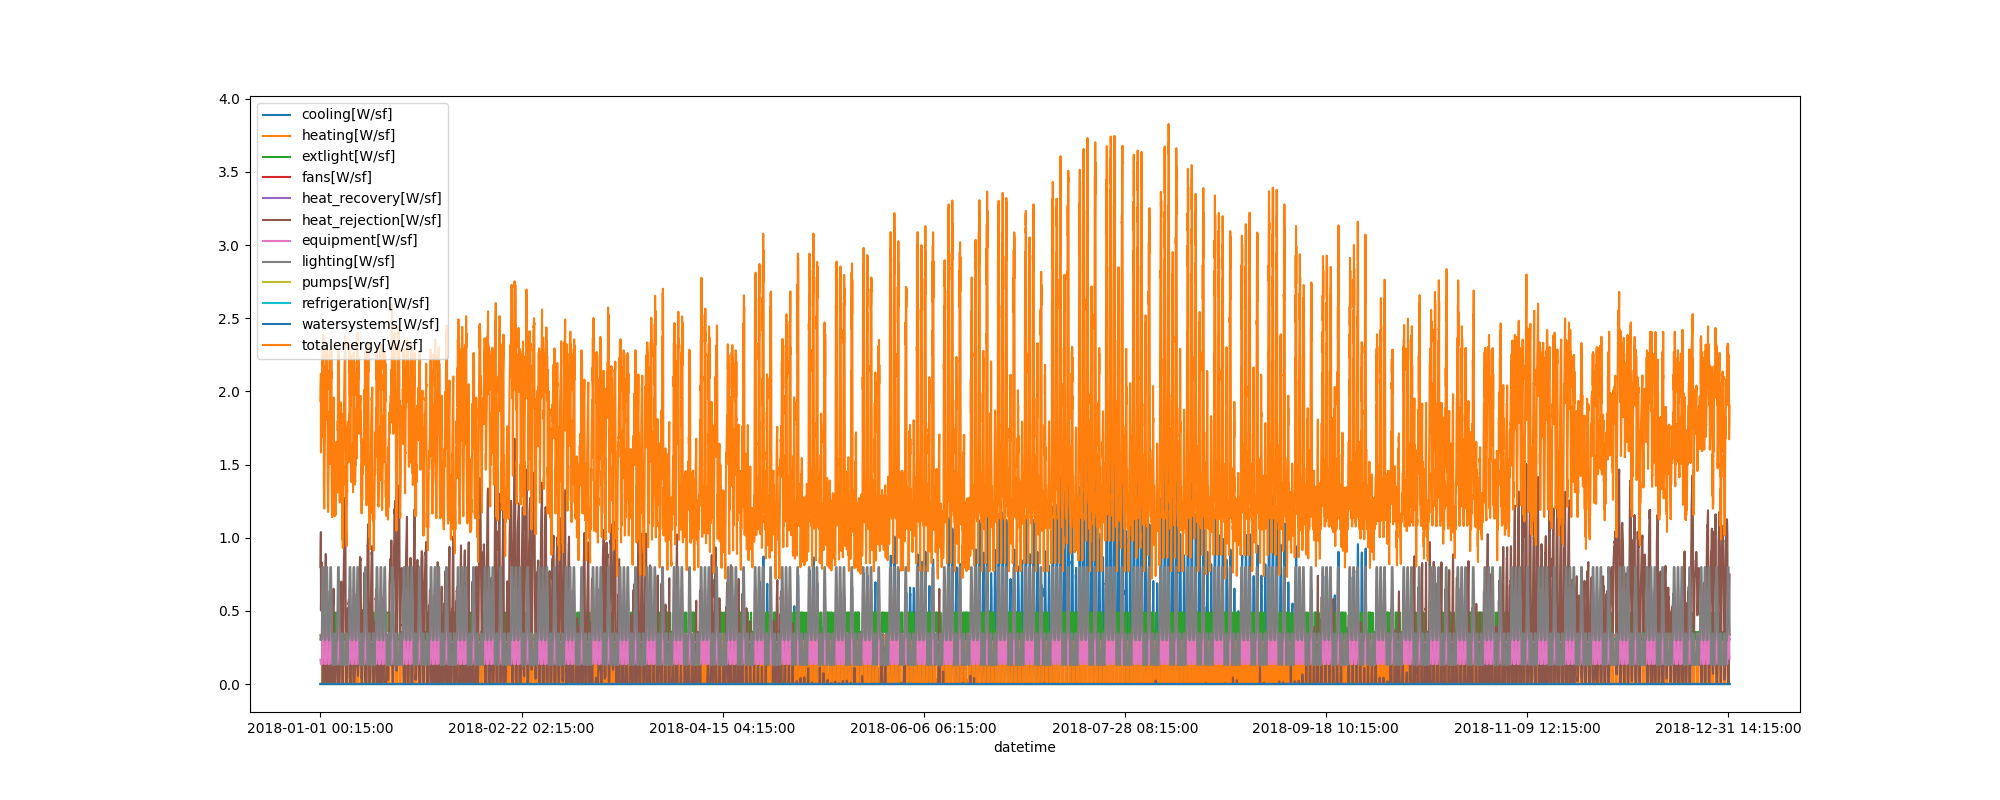 4.0
3.5
3.0
2.5
2.0
1.5
1.0
0.5
0.0
cooling[W/sf]
heating[W/sf]
extlight[W/sf]
fans[W/sf]
heat_recovery[W/sf]
heat_rejection[W/sf]
equipment[W/sf]
lighting[W/sf]
pumps[W/sf]
refrigeration[W/sf]
watersystems[W/sf]
totalenergy[W/sf]
2018-01-01 00:15:00 2018-02-22 02:15:00 2018-04-15 04:15:00 2018-06-06 06:15:00 2018-07-28 08:15:00 2018-09-18 10:15:00 2018-11-09 12:15:00 2018-12-31 14:15:00
datetime